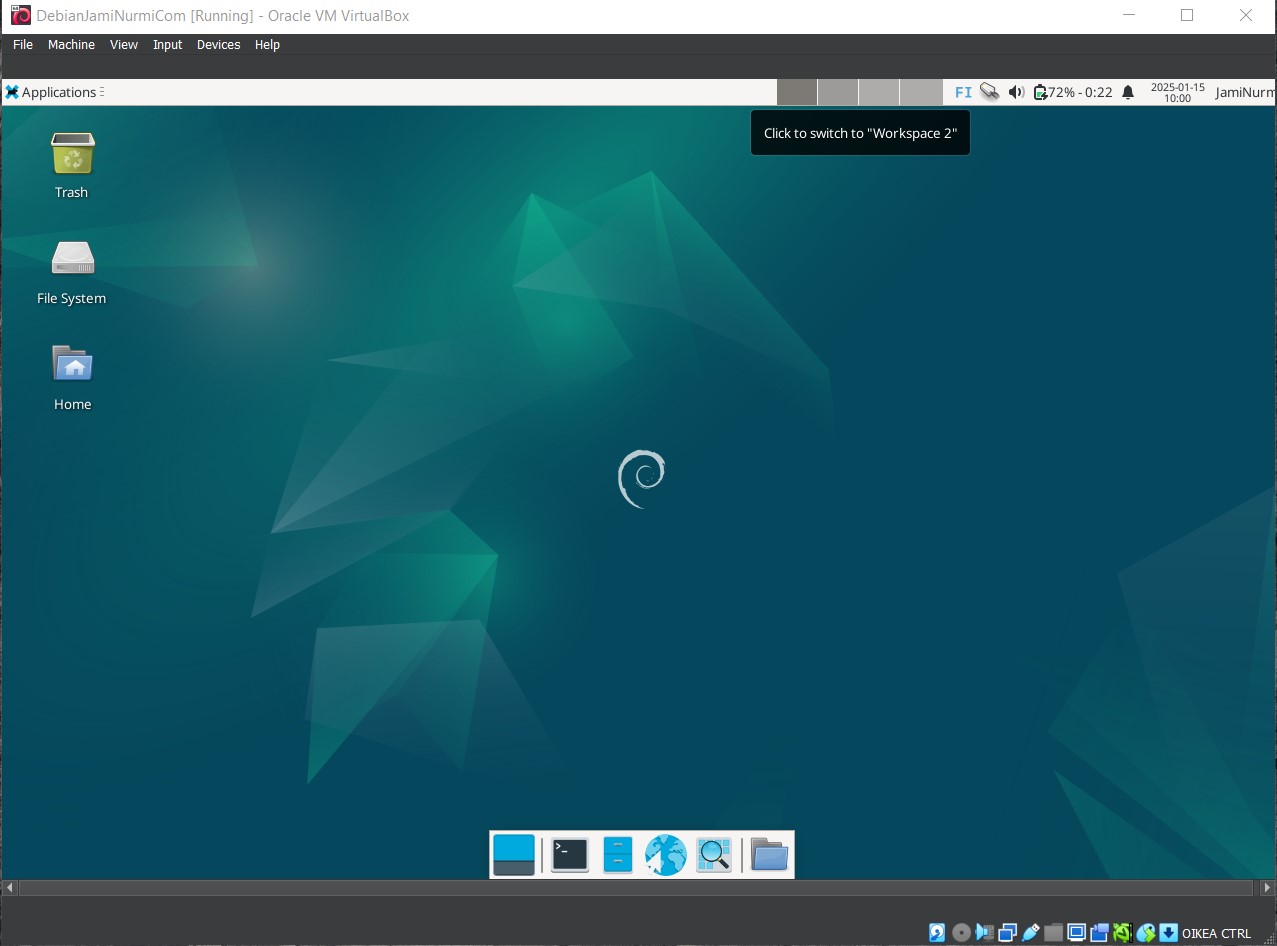 DebianJamiNurmiCom [Running] - Oracle VM VirtualBox
File Machine View Input Devices Help
Applications
FI 72% - 0:22 2025-01-15
10:00
JamiNurm
Click to switch to "Workspace 2"
Trash
File System
Home
OIKEA CTRL